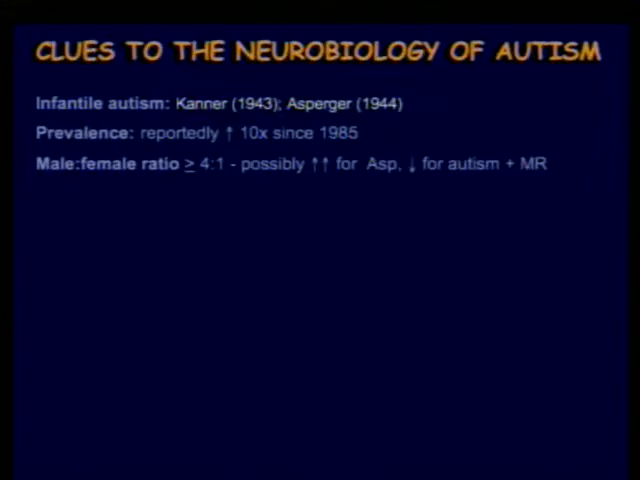 CLUES TO THE NEUROBIOLOGY OF AUTISM
Infantile autism: Kanner (1943); Asperger (1944)
Prevalence: reportedly ↑ 10x since 1985
Male:female ratio ≥ 4:1 - possibly ↑↑ for Asp, ↓ for autism + MR